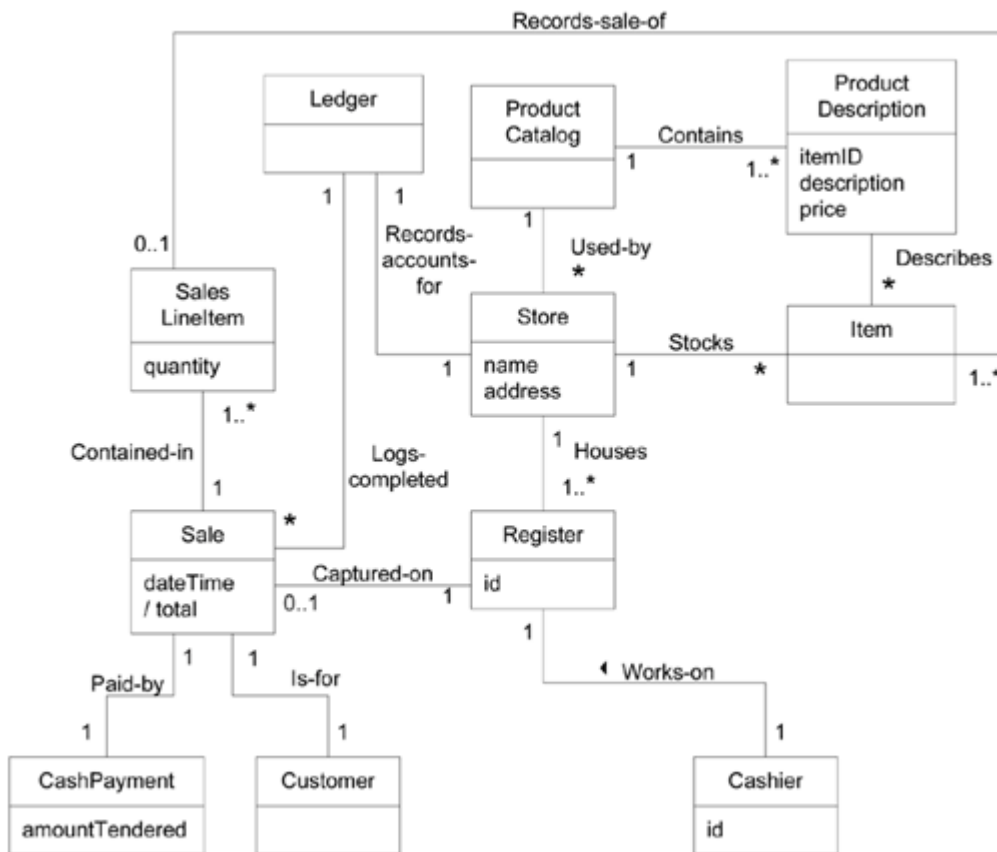 Records-sale-of
Ledger
Product
Catalog
Product
Description
itemID
description
price
Contains
1
1..*
1
1
1
0..1
Records-
accounts-
for
Used-by
*
Describes
*
Sales
LineItem
quantity
Store
name
address
Item
Stocks
1
1
*
1..*
1..*
Contained-in
1
Logs-
completed
*
1
Houses
1..*
Sale
dateTime
/ total
Captured-on
0..1
1
Register
id
1
1
1
Paid-by
Is-for
Works-on
1
1
1
CashPayment
amountTendered
Customer
Cashier
id